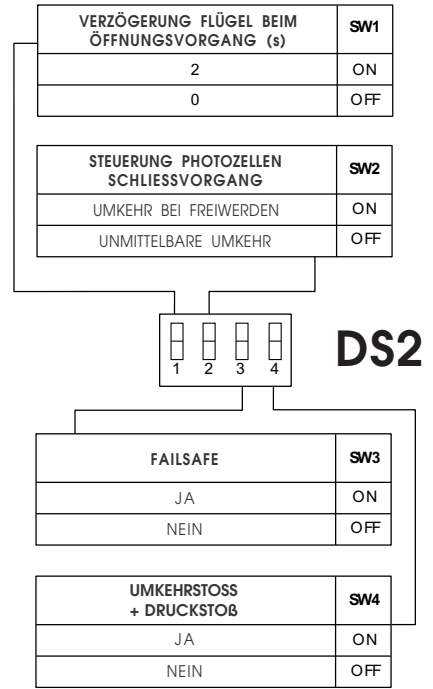 VERZÖGERUNG FLÜGEL BEIM
ÖFFNUNGSVORGANG (s)
SW1
2
ON
0
OFF
STEUERUNG PHOTOZELLEN
SCHLIESSVORGANG
SW2
UMKEHR BEI FREIWERDEN
ON
UNMITTELBARE UMKEHR
OFF
1 2 3 4
DS2
FAILSAFE
SW3
JA
ON
NEIN
OFF
UMKEHRSTOSS
+ DRUCKSTOß
SW4
JA
ON
NEIN
OFF